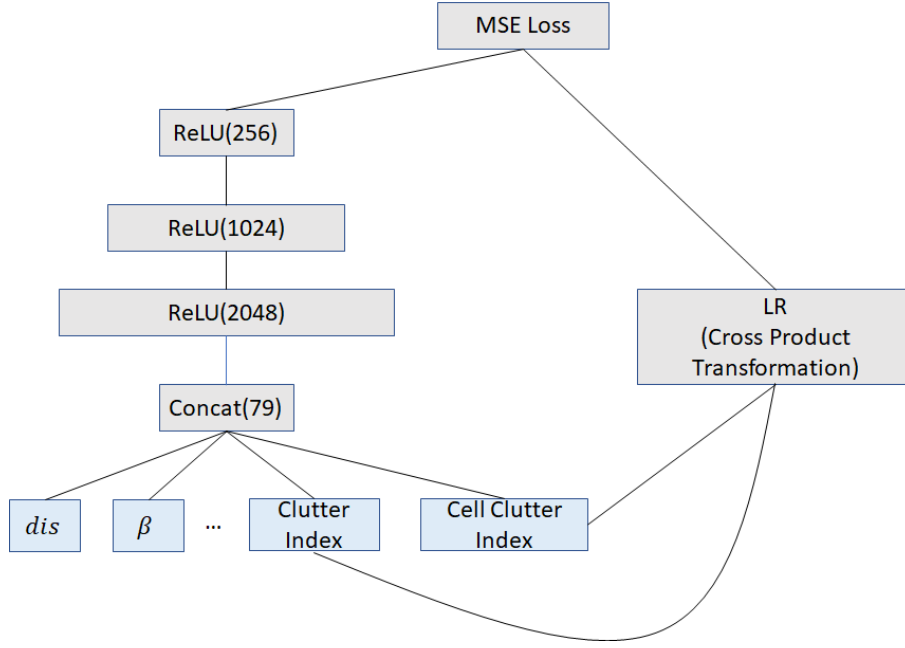 MSE Loss
ReLU(256)
ReLU(1024)
ReLU(2048)
LR
(Cross Product
Transformation)
Concat(79)
dis
β
...
Clutter
Index
Cell Clutter
Index